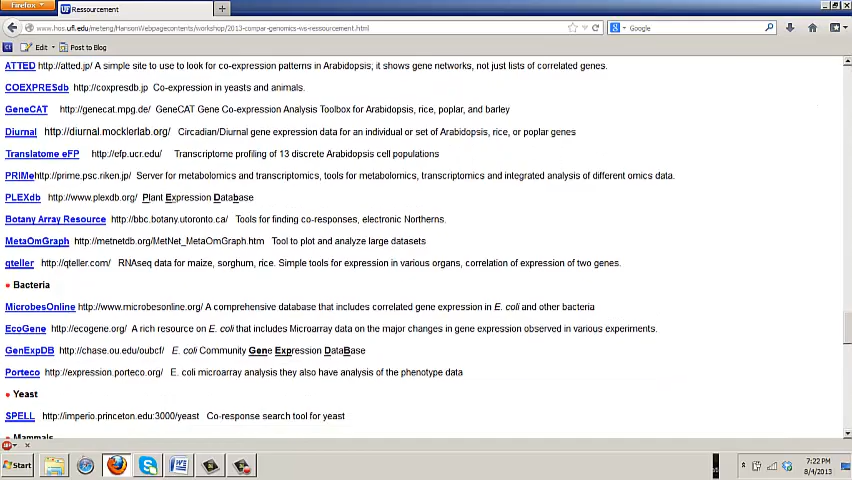 Firefox
UF Ressourcement
+
www.hos.ufl.edu/meteng/HansonWebpagecontents/workshop/2013-compar-genomics-ws-ressourcement.html
Google
Edit
Post to Blog
ATTED http://atted.jp/ A simple site to use to look for co-expression patterns in Arabidopsis; it shows gene networks, not just lists of correlated genes.
COEXPRESdb http://coxpresdb.jp Co-expression in yeasts and animals.
GeneCAT http://genecat.mpg.de/ GeneCAT Gene Co-expression Analysis Toolbox for Arabidopsis, rice, poplar, and barley
Diurnal http://diurnal.mocklerlab.org/ Circadian/Diurnal gene expression data for an individual or set of Arabidopsis, rice, or poplar genes
Translatome eFP http://efp.ucr.edu/ Transcriptome profiling of 13 discrete Arabidopsis cell populations
PRIMe http://prime.psc.riken.jp/ Server for metabolomics and transcriptomics, tools for metabolomics, transcriptomics and integrated analysis of different omics data.
PLEXdb http://www.plexdb.org/ Plant Expression Database
Botany Array Resource http://bbc.botany.utoronto.ca/ Tools for finding co-responses, electronic Northerns.
MetaOmGraph http://metnetdb.org/MetNet_MetaOmGraph.htm Tool to plot and analyze large datasets
qteller http://qteller.com/ RNAseq data for maize, sorghum, rice. Simple tools for expression in various organs, correlation of expression of two genes.
• Bacteria
MicrobesOnline http://www.microbesonline.org/ A comprehensive database that includes correlated gene expression in E. coli and other bacteria
EcoGene http://ecogene.org/ A rich resource on E. coli that includes Microarray data on the major changes in gene expression observed in various experiments.
GenExpDB http://chase.ou.edu/oubcf/ E. coli Community Gene Expression DataBase
Porteco http://expression.porteco.org/ E. coli microarray analysis they also have analysis of the phenotype data
• Yeast
SPELL http://imperio.princeton.edu:3000/yeast Co-response search tool for yeast
• Mammals
Start
7:22 PM
8/4/2013